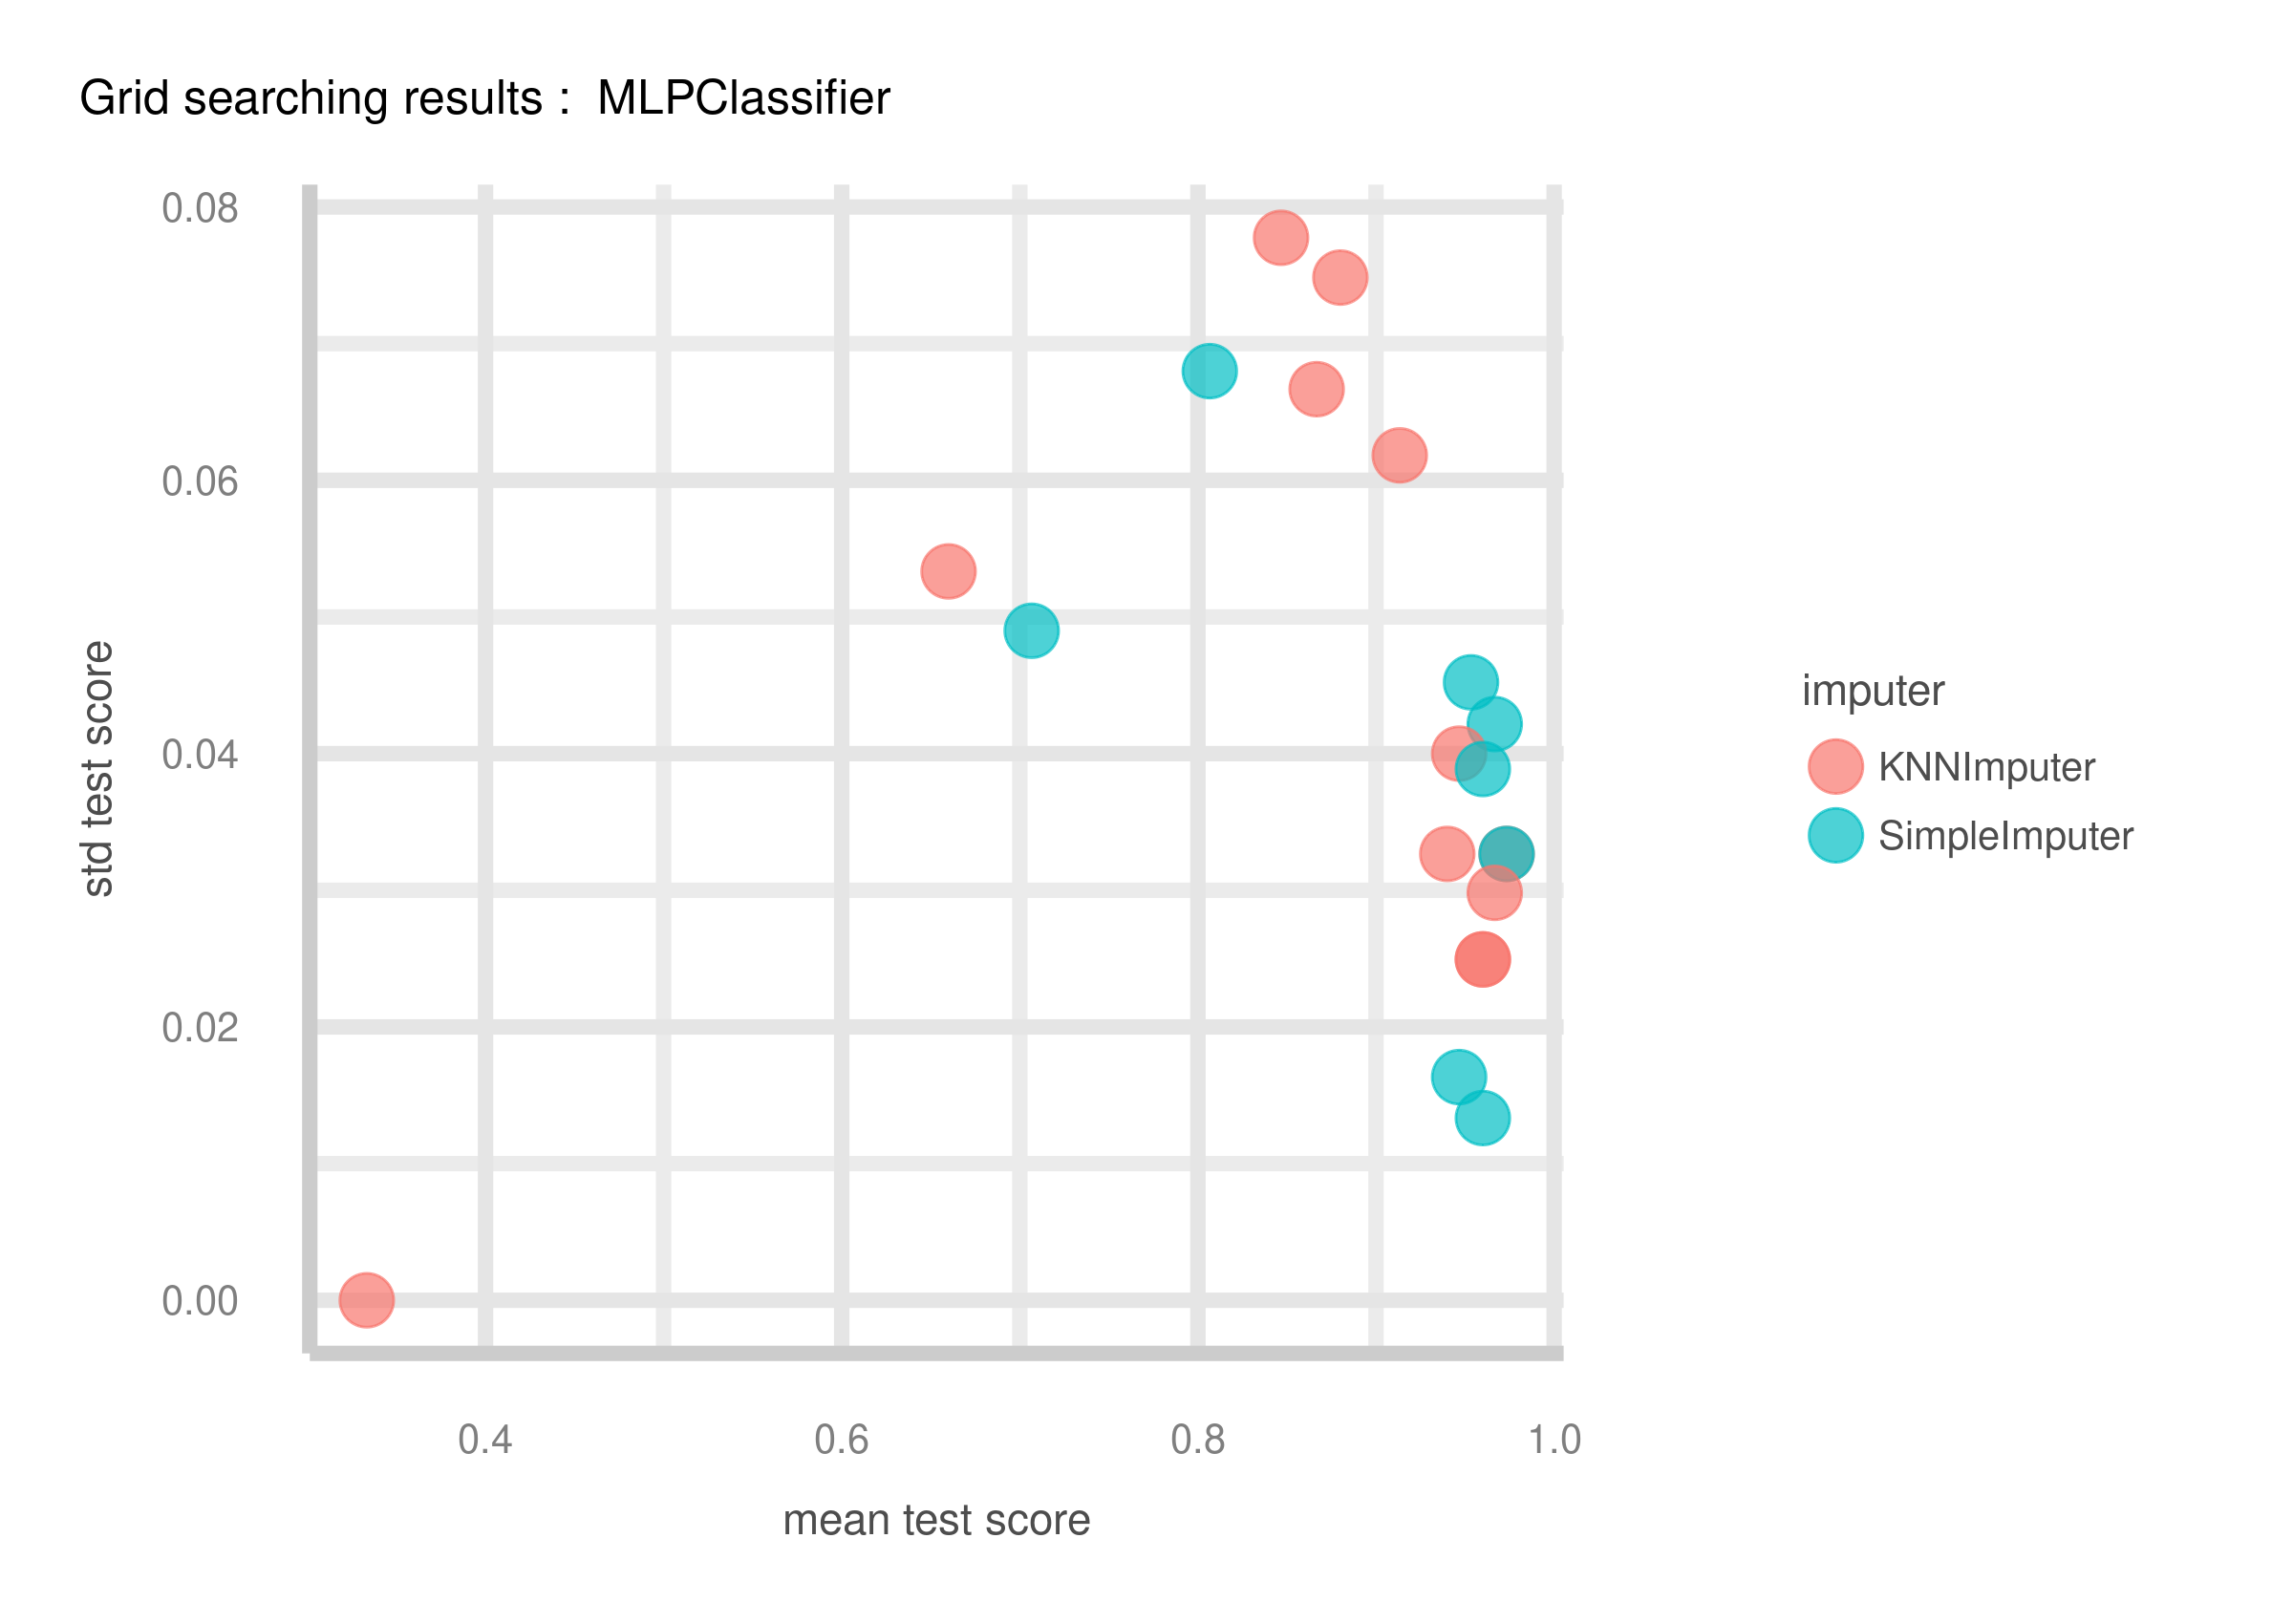 Grid searching results :  MLPClassifier
0.08
0.06
0.04
0.02
0.00
std test score
0.4 0.6 0.8 1.0
mean test score
imputer
KNNImputer
SimpleImputer